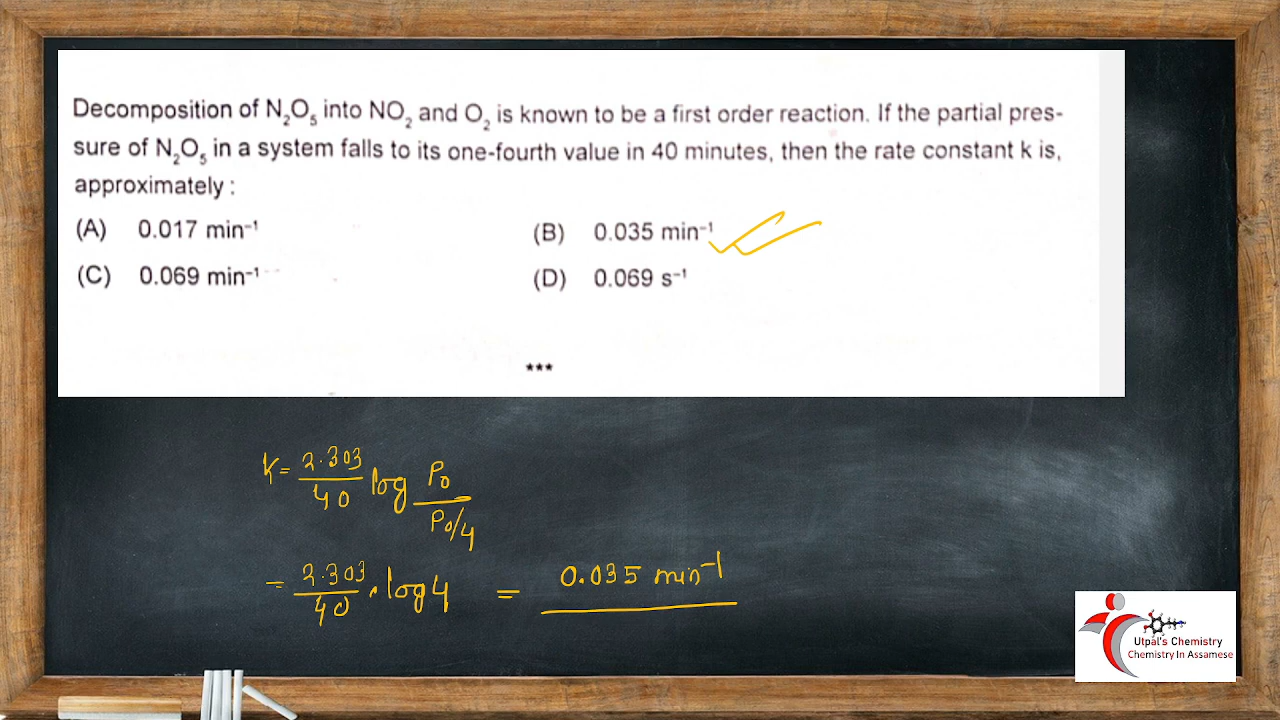 Decomposition of N₂O₅ into NO₂ and O₂ is known to be a first order reaction. If the partial pres-
sure of N₂O₅ in a system falls to its one-fourth value in 40 minutes, then the rate constant k is,
approximately :
(A) 0.017 min⁻¹ (B) 0.035 min⁻¹
(C) 0.069 min⁻¹ (D) 0.069 s⁻¹
***
K = 2.303/40 log P₀/(P₀/4)
= 2.303/40 · log 4 = 0.035 min⁻¹
Utpal's Chemistry
Chemistry In Assamese